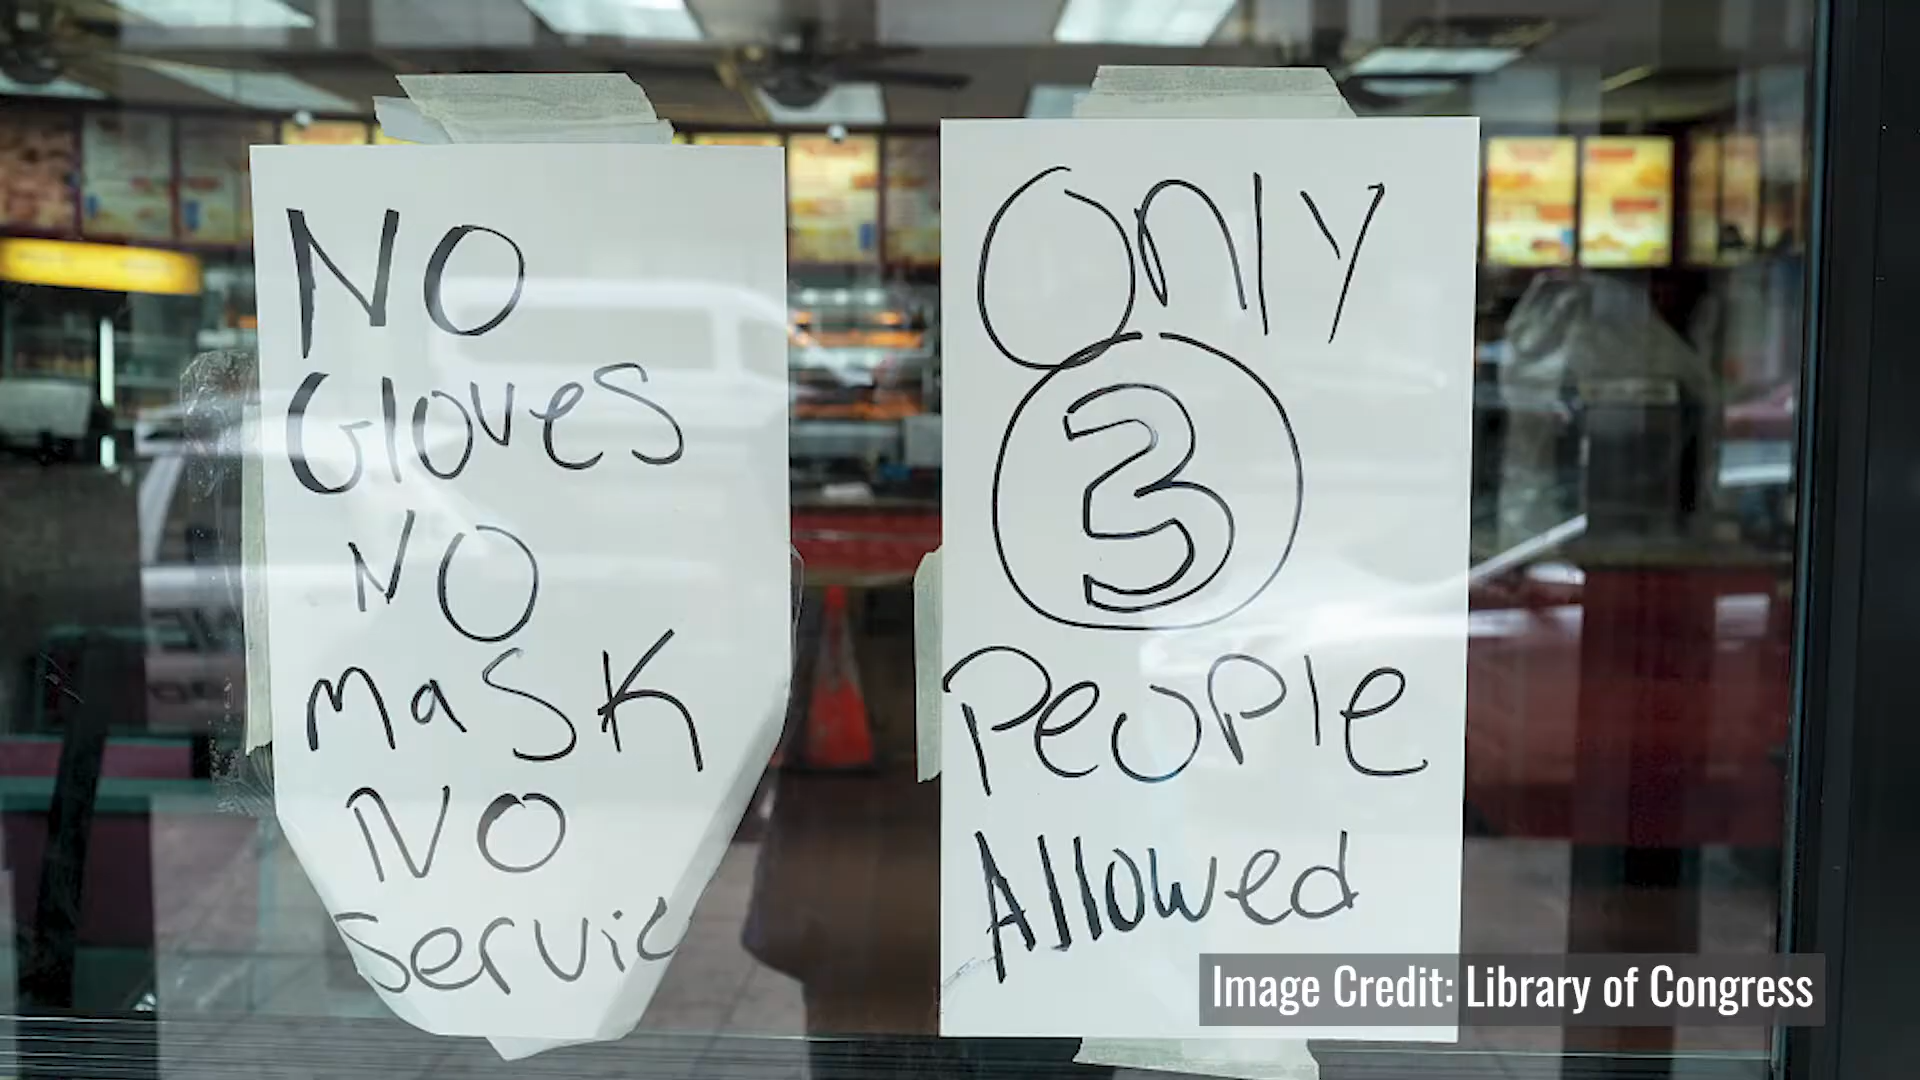 NO
Gloves
NO
Mask
NO
Servic
Only
3
People
Allowed
Image Credit: Library of Congress